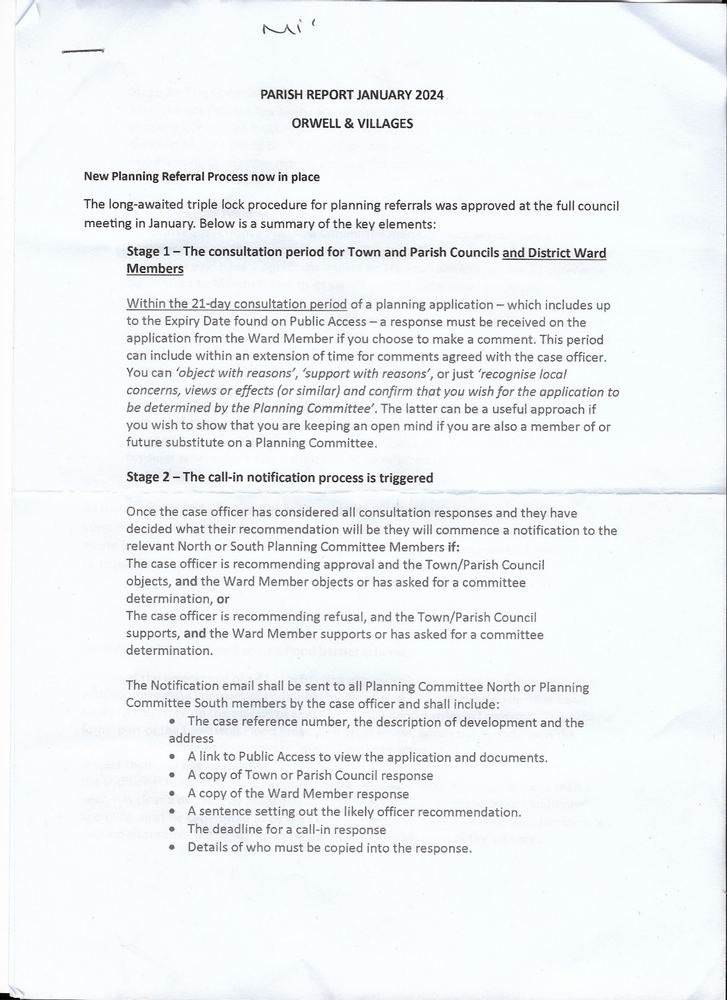 PARISH REPORT JANUARY 2024
ORWELL & VILLAGES
New Planning Referral Process now in place
The long-awaited triple lock procedure for planning referrals was approved at the full council
meeting in January. Below is a summary of the key elements:
Stage 1 – The consultation period for Town and Parish Councils and District Ward
Members
Within the 21-day consultation period of a planning application – which includes up
to the Expiry Date found on Public Access – a response must be received on the
application from the Ward Member if you choose to make a comment. This period
can include within an extension of time for comments agreed with the case officer.
You can ‘object with reasons’, ‘support with reasons’, or just ‘recognise local
concerns, views or effects (or similar) and confirm that you wish for the application to
be determined by the Planning Committee’. The latter can be a useful approach if
you wish to show that you are keeping an open mind if you are also a member of or
future substitute on a Planning Committee.
Stage 2 – The call-in notification process is triggered
Once the case officer has considered all consultation responses and they have
decided what their recommendation will be they will commence a notification to the
relevant North or South Planning Committee Members if:
The case officer is recommending approval and the Town/Parish Council
objects, and the Ward Member objects or has asked for a committee
determination, or
The case officer is recommending refusal, and the Town/Parish Council
supports, and the Ward Member supports or has asked for a committee
determination.
The Notification email shall be sent to all Planning Committee North or Planning
Committee South members by the case officer and shall include:
• The case reference number, the description of development and the
address
• A link to Public Access to view the application and documents.
• A copy of Town or Parish Council response
• A copy of the Ward Member response
• A sentence setting out the likely officer recommendation.
• The deadline for a call-in response
• Details of who must be copied into the response.